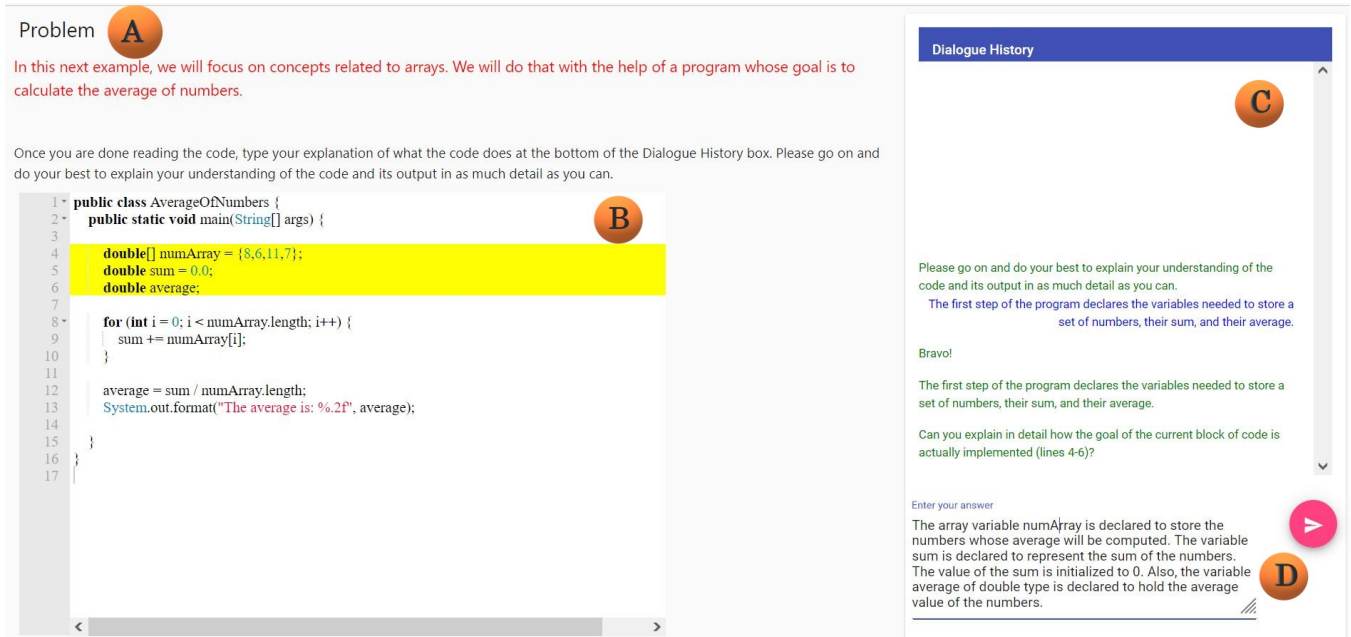 Problem
A
In this next example, we will focus on concepts related to arrays. We will do that with the help of a program whose goal is to
calculate the average of numbers.
Once you are done reading the code, type your explanation of what the code does at the bottom of the Dialogue History box. Please go on and
do your best to explain your understanding of the code and its output in as much detail as you can.
B
1 public class AverageOfNumbers {
2 public static void main(String[] args) {
3
4 double[] numArray = {8,6,11,7};
5 double sum = 0.0;
6 double average;
7
8 for (int i = 0; i < numArray.length; i++) {
9 sum += numArray[i];
10 }
11
12 average = sum / numArray.length;
13 System.out.format("The average is: %.2f", average);
14
15 }
16 }
17
Dialogue History
C
Please go on and do your best to explain your understanding of the
code and its output in as much detail as you can.
The first step of the program declares the variables needed to store a
set of numbers, their sum, and their average.
Bravo!
The first step of the program declares the variables needed to store a
set of numbers, their sum, and their average.
Can you explain in detail how the goal of the current block of code is
actually implemented (lines 4-6)?
Enter your answer
The array variable numArray is declared to store the
numbers whose average will be computed. The variable
sum is declared to represent the sum of the numbers.
The value of the sum is initialized to 0. Also, the variable
average of double type is declared to hold the average
value of the numbers.
D